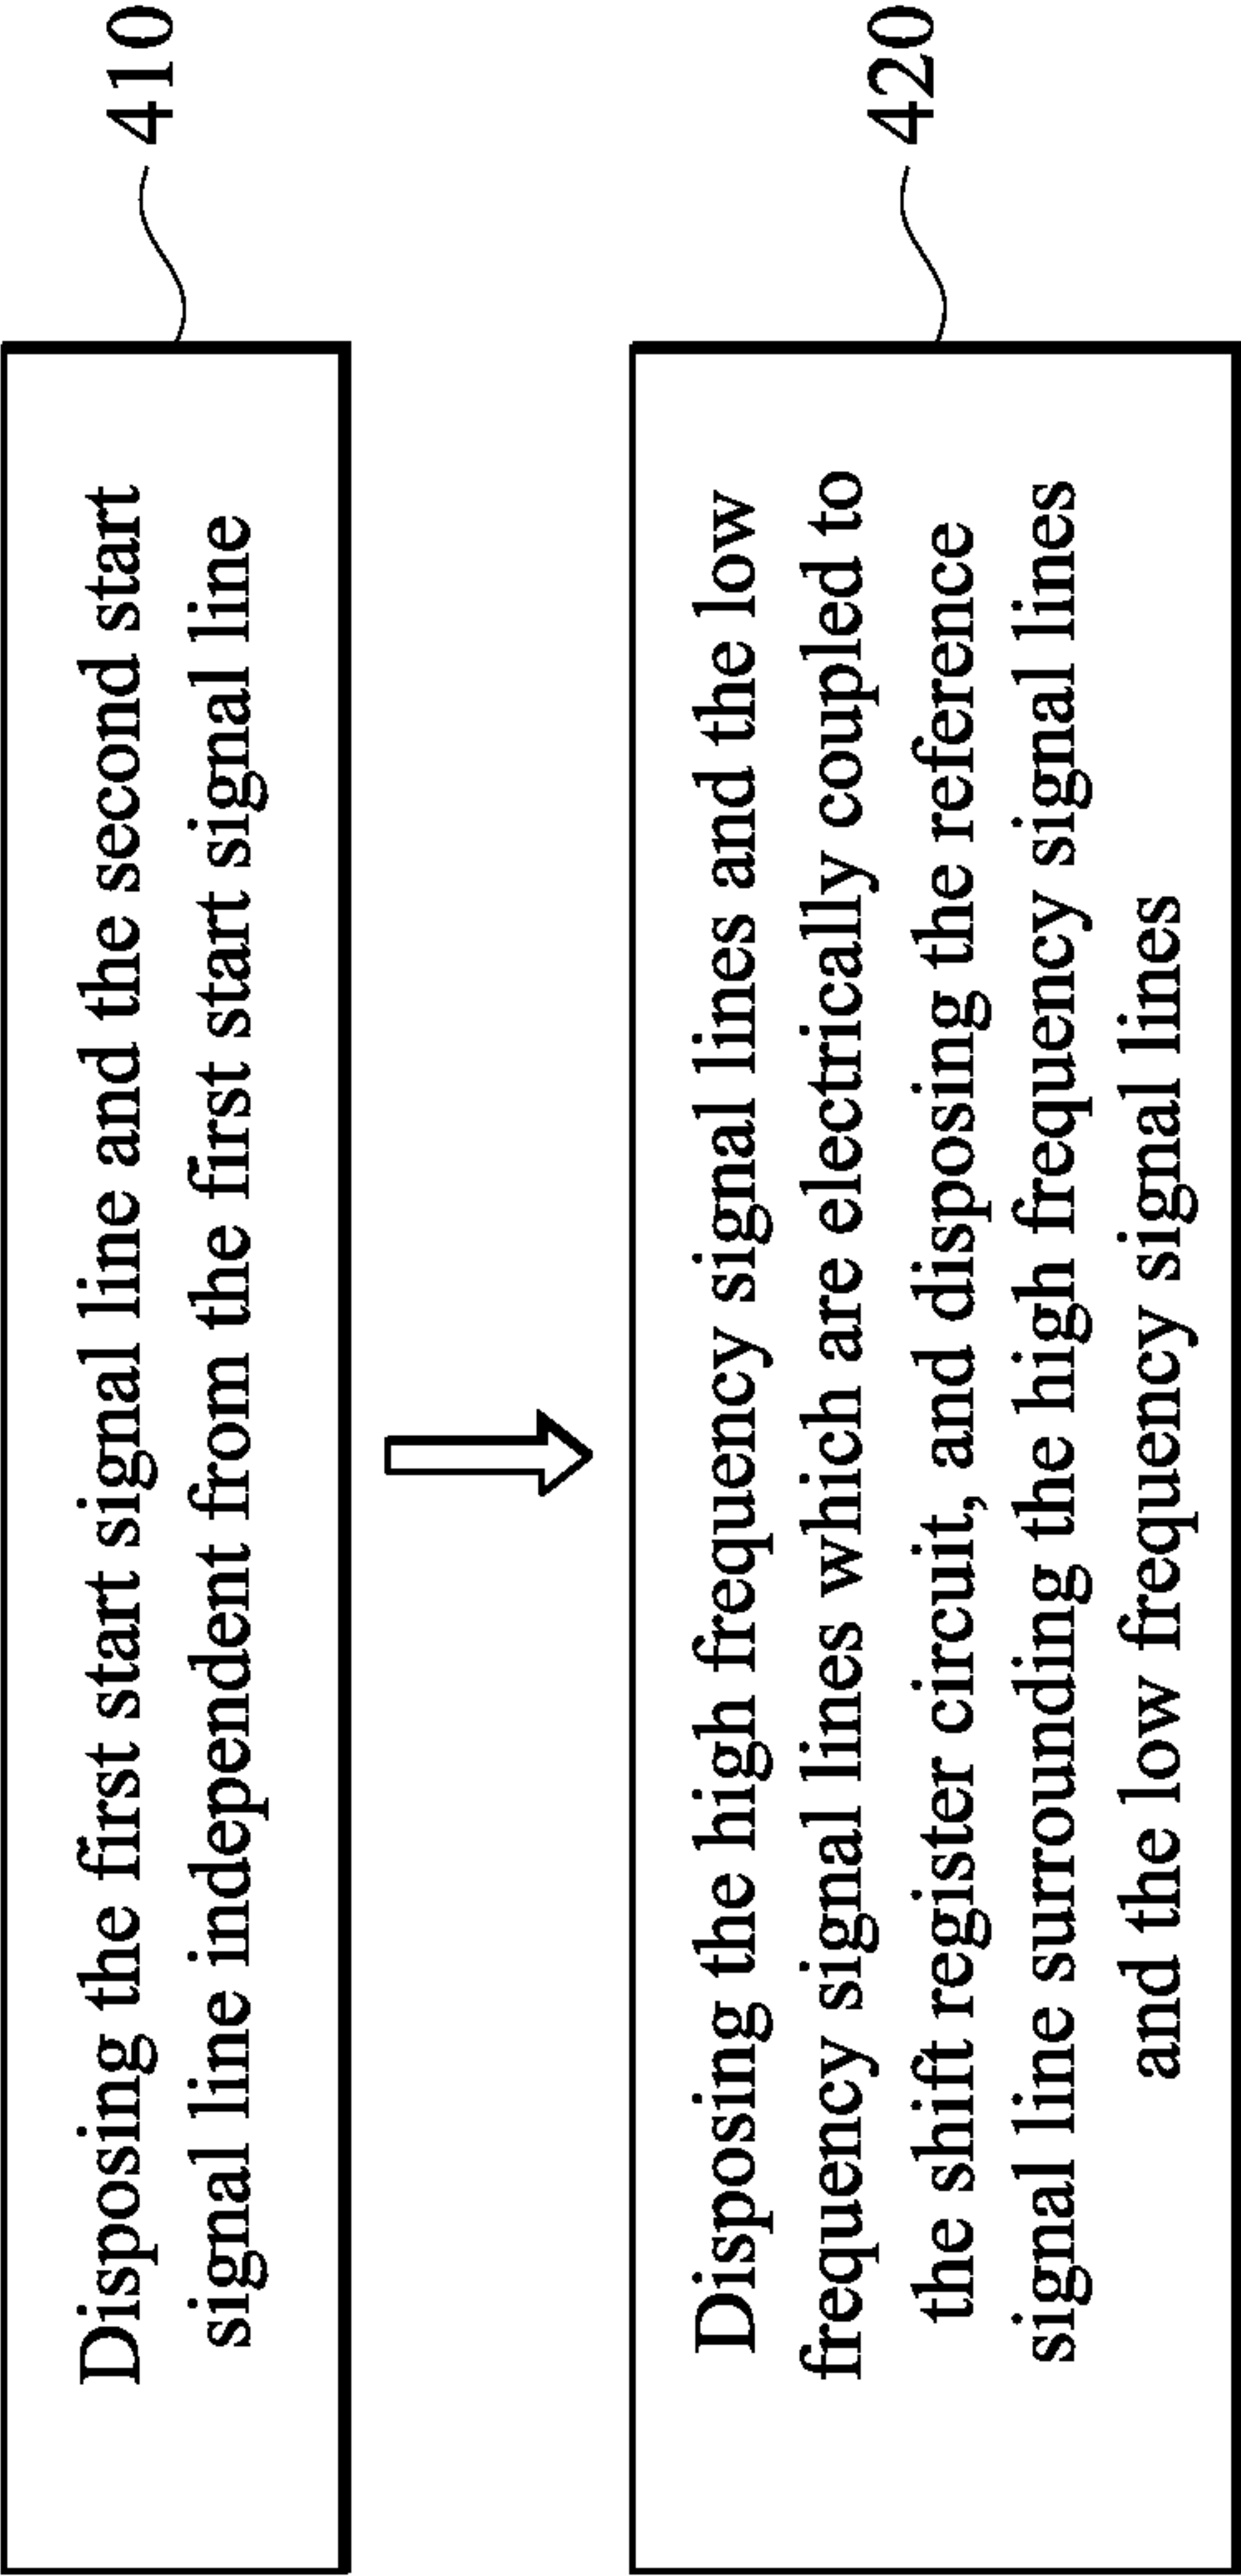 Disposing the first start signal line and the second start
signal line independent from the first start signal line
410
Disposing the high frequency signal lines and the low
frequency signal lines which are electrically coupled to
the shift register circuit, and disposing the reference
signal line surrounding the high frequency signal lines
and the low frequency signal lines
420